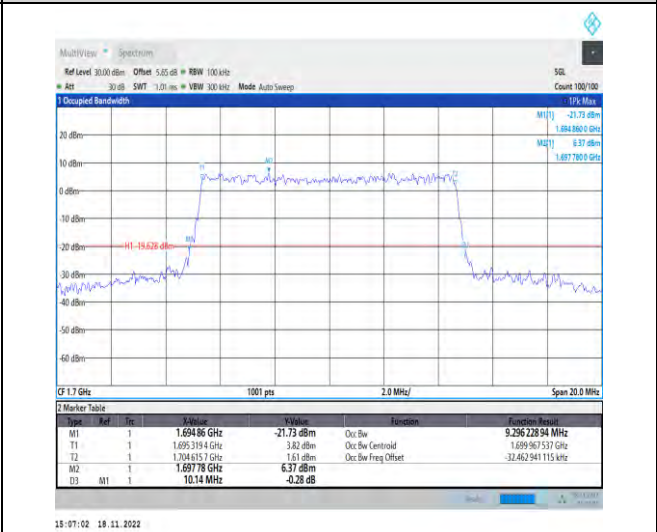 MultiView Spectrum
Ref Level 30.00 dBm Offset 5.85 dB RBW 100 kHz SGL
Att 30 dB SWT 1.01 ms VBW 300 kHz Mode Auto Sweep Count 100/100
1 Occupied Bandwidth 1Pk Max
M1[1] -21.73 dBm
1.694 860 0 GHz
M2[1] 6.37 dBm
1.697 780 0 GHz
20 dBm
T1 M2 T2
10 dBm
0 dBm
-10 dBm
M1
-20 dBm H1 -19.628 dBm
-30 dBm
-40 dBm
-50 dBm
-60 dBm
CF 1.7 GHz 1001 pts 2.0 MHz/ Span 20.0 MHz
2 Marker Table
Type Ref Trc X-Value Y-Value Function Function Result
M1 1 1.694 86 GHz -21.73 dBm Occ Bw 9.296 228 94 MHz
T1 1 1.695 319 4 GHz 3.82 dBm Occ Bw Centroid 1.699 967 537 GHz
T2 1 1.704 615 7 GHz 1.61 dBm Occ Bw Freq Offset -32.462 941 115 kHz
M2 1 1.697 78 GHz 6.37 dBm
D3 M1 1 10.14 MHz -0.28 dB
15:07:02 18.11.2022